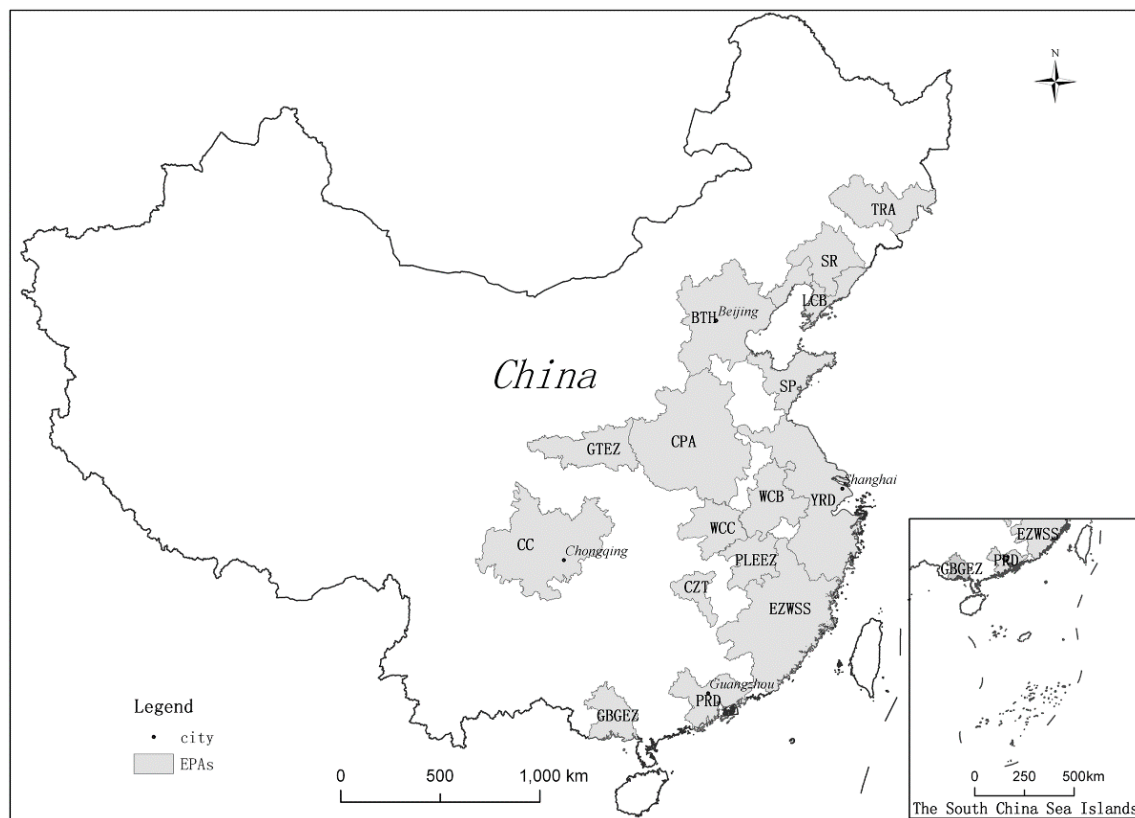 N
TRA
SR
LCB
BTH
Beijing
China
SP
CPA
GTEZ
Shanghai
WCB
YRD
WCC
CC
Chongqing
PLEEZ
CZT
EZWSS
Guangzhou
PRD
GBGEZ
Legend
city
EPAs
0 500 1,000 km
EZWSS
PRD
GBGEZ
0 250 500km
The South China Sea Islands